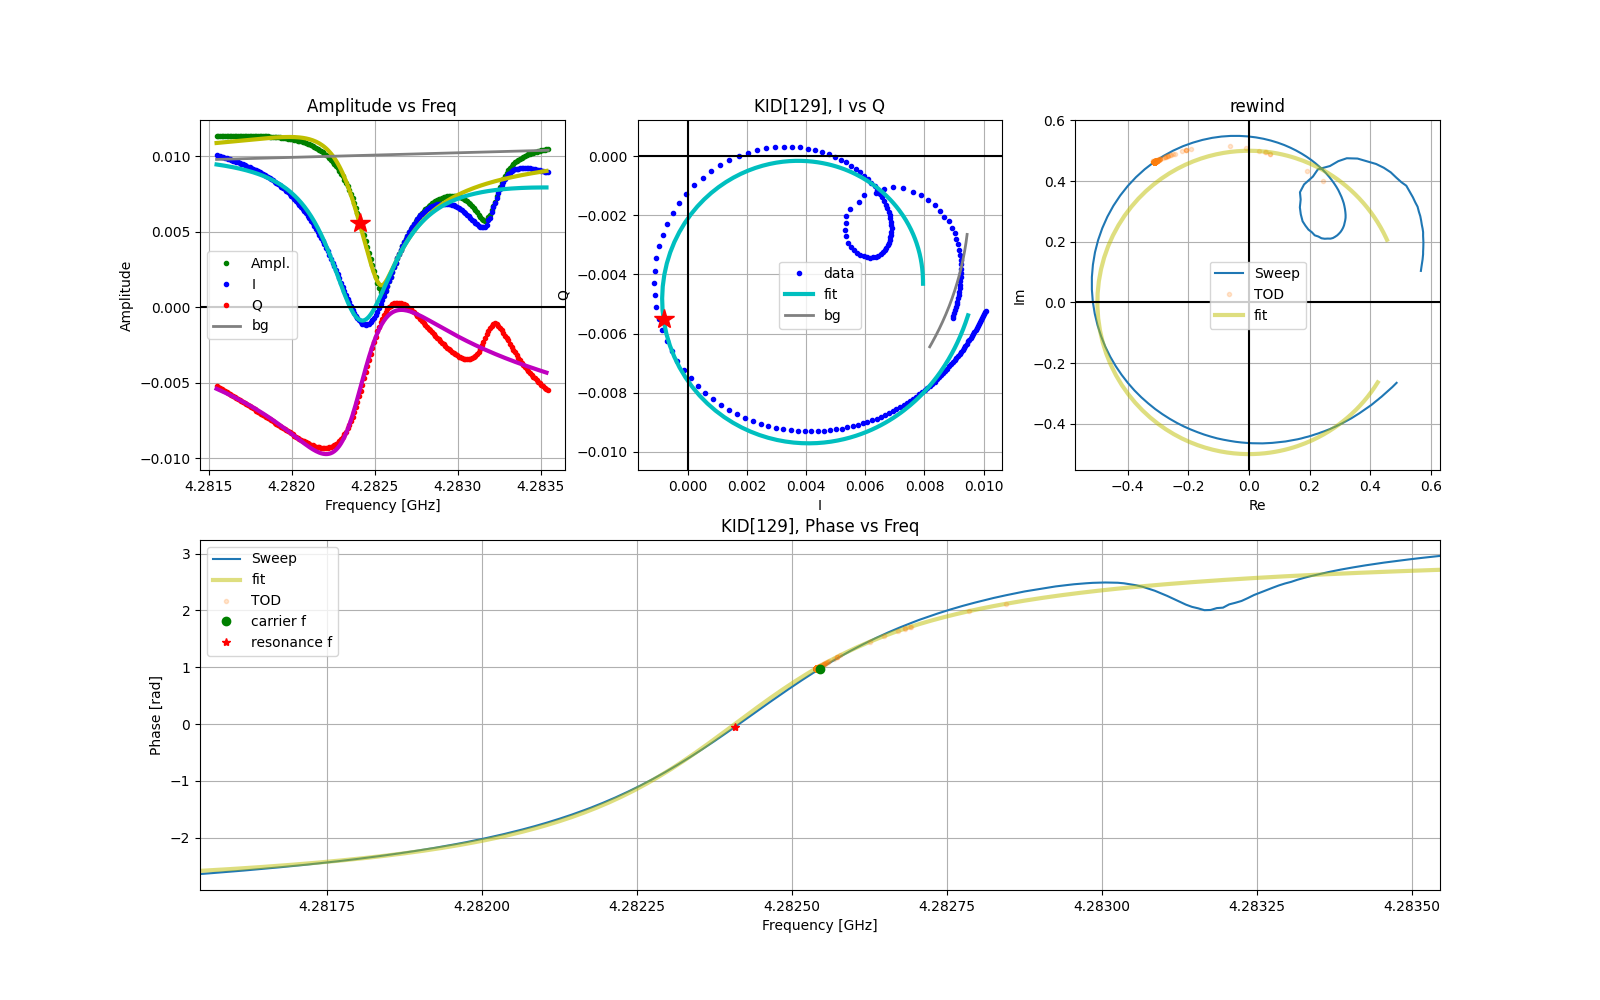 Amplitude vs Freq
Amplitude
0.010
0.005
0.000
−0.005
−0.010
Ampl.
I
Q
bg
4.2815
4.2820
4.2825
4.2830
4.2835
Frequency [GHz]
KID[129], I vs Q
Q
0.000
−0.002
−0.004
−0.006
−0.008
−0.010
data
fit
bg
0.000
0.002
0.004
0.006
0.008
0.010
I
rewind
Im
0.6
0.4
0.2
0.0
−0.2
−0.4
Sweep
TOD
fit
−0.4
−0.2
0.0
0.2
0.4
0.6
Re
KID[129], Phase vs Freq
Phase [rad]
3
2
1
0
−1
−2
Sweep
fit
TOD
carrier f
resonance f
4.28175
4.28200
4.28225
4.28250
4.28275
4.28300
4.28325
4.28350
Frequency [GHz]